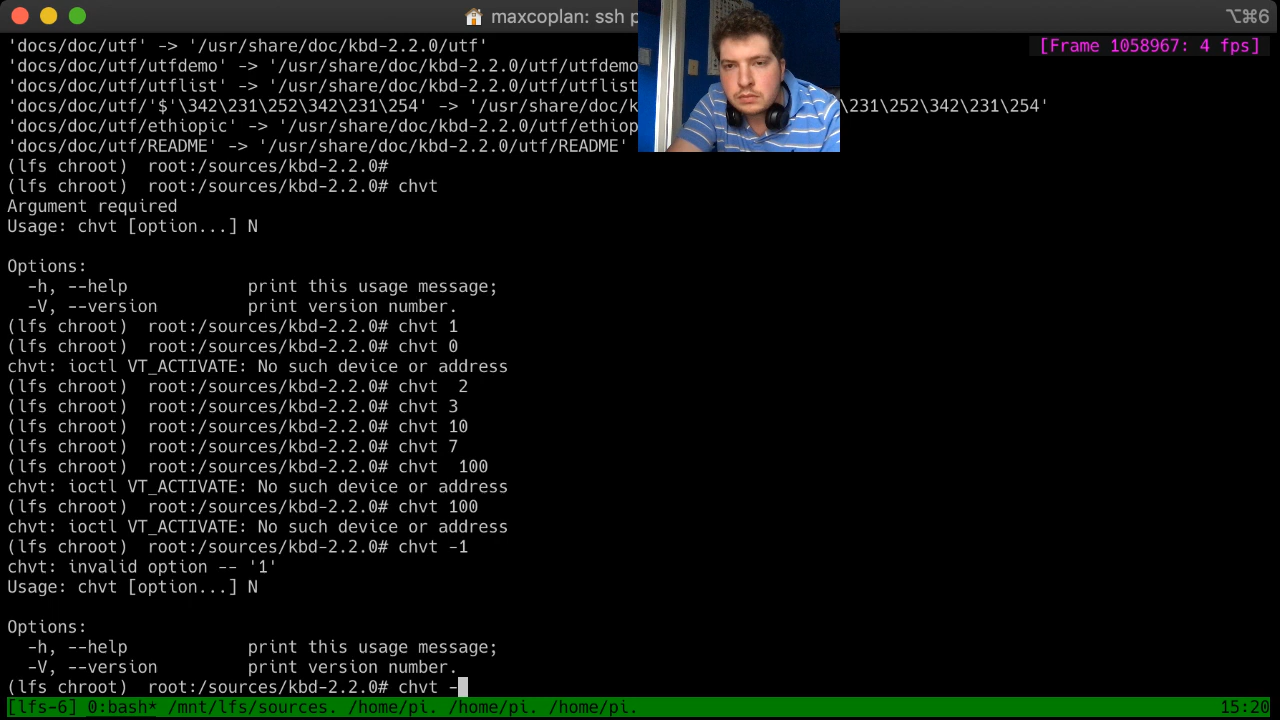 maxcoplan: ssh p
⌥⌘6
'docs/doc/utf' -> '/usr/share/doc/kbd-2.2.0/utf'
[Frame 1058967: 4 fps]
'docs/doc/utf/utfdemo' -> '/usr/share/doc/kbd-2.2.0/utf/utfdemo
'docs/doc/utf/utflist' -> '/usr/share/doc/kbd-2.2.0/utf/utflist
'docs/doc/utf/'$'\342\231\252\342\231\254' -> '/usr/share/doc/k \231\252\342\231\254'
'docs/doc/utf/ethiopic' -> '/usr/share/doc/kbd-2.2.0/utf/ethiop
'docs/doc/utf/README' -> '/usr/share/doc/kbd-2.2.0/utf/README'
(lfs chroot)  root:/sources/kbd-2.2.0#
(lfs chroot)  root:/sources/kbd-2.2.0# chvt
Argument required
Usage: chvt [option...] N
Options:
  -h, --help            print this usage message;
  -V, --version         print version number.
(lfs chroot)  root:/sources/kbd-2.2.0# chvt 1
(lfs chroot)  root:/sources/kbd-2.2.0# chvt 0
chvt: ioctl VT_ACTIVATE: No such device or address
(lfs chroot)  root:/sources/kbd-2.2.0# chvt  2
(lfs chroot)  root:/sources/kbd-2.2.0# chvt 3
(lfs chroot)  root:/sources/kbd-2.2.0# chvt 10
(lfs chroot)  root:/sources/kbd-2.2.0# chvt 7
(lfs chroot)  root:/sources/kbd-2.2.0# chvt  100
chvt: ioctl VT_ACTIVATE: No such device or address
(lfs chroot)  root:/sources/kbd-2.2.0# chvt 100
chvt: ioctl VT_ACTIVATE: No such device or address
(lfs chroot)  root:/sources/kbd-2.2.0# chvt -1
chvt: invalid option -- '1'
Usage: chvt [option...] N
Options:
  -h, --help            print this usage message;
  -V, --version         print version number.
(lfs chroot)  root:/sources/kbd-2.2.0# chvt -
[lfs-6] 0:bash* /mnt/lfs/sources. /home/pi. /home/pi. /home/pi.
15:20